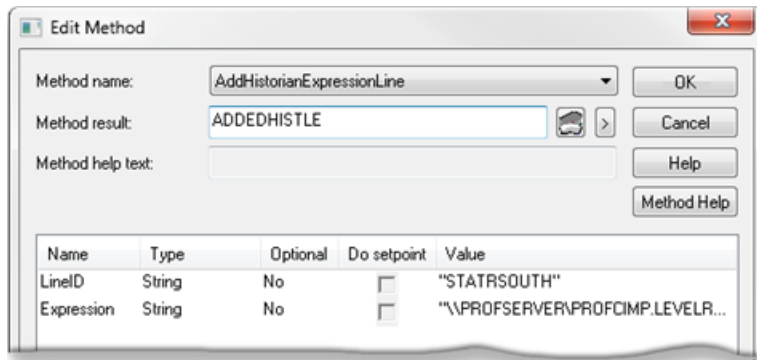 Edit Method
Method name: AddHistorianExpressionLine OK
Method result: ADDEDHISTLE > Cancel
Method help text: Help
Method Help
Name Type Optional Do setpoint Value
LineID String No "STATRSOUTH"
Expression String No "\\PROFSERVER\PROFCIMP.LEVELR...